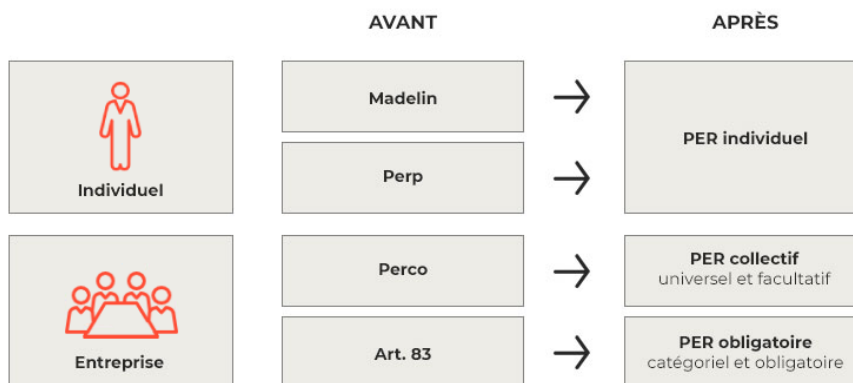 AVANT
APRÈS
Individuel
Madelin
Perp
PER individuel
Entreprise
Perco
PER collectif
universel et facultatif
Art. 83
PER obligatoire
catégoriel et obligatoire